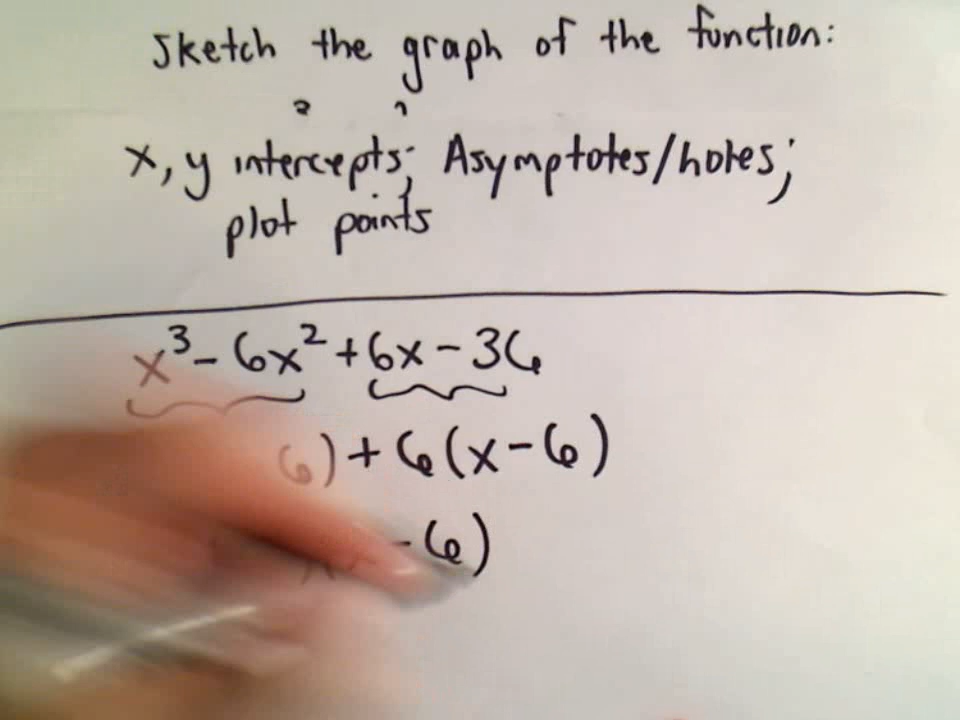 Sketch the graph of the function:
x, y intercepts; Asymptotes/holes;
plot points
x³ - 6x² + 6x - 36
6) + 6(x - 6)
- 6)